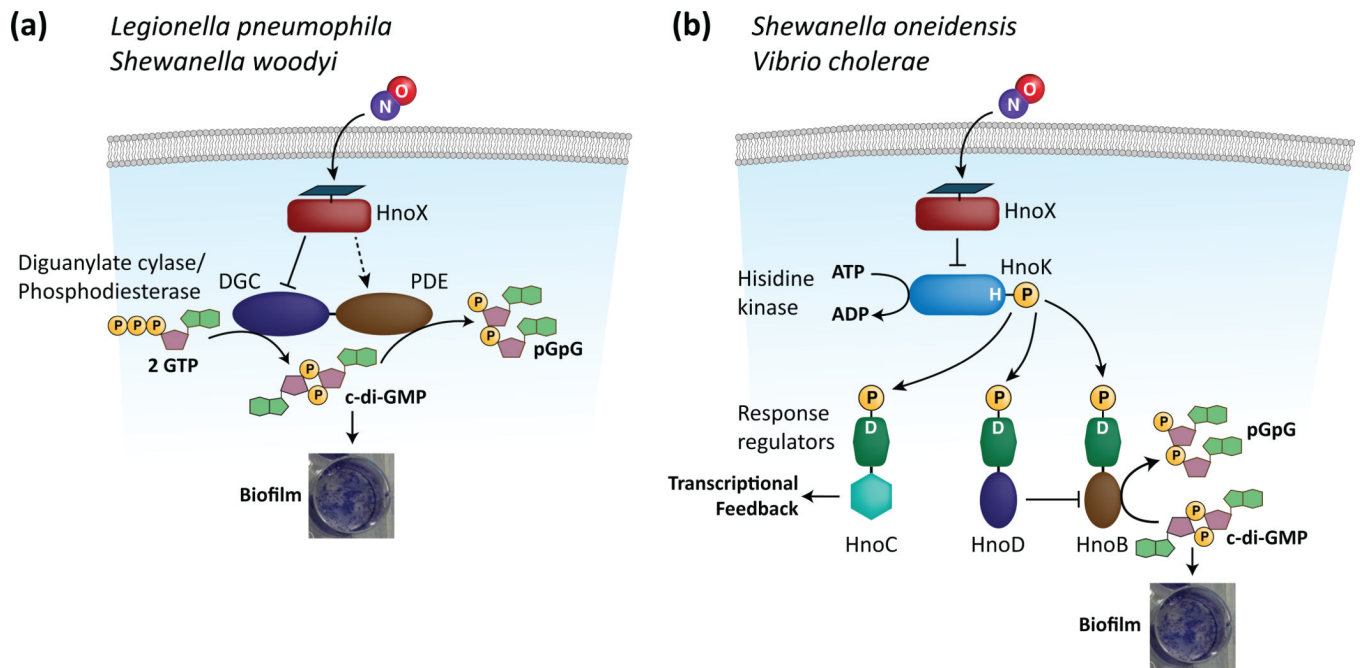 (a)
Legionella pneumophila
Shewanella woodyi
N O
HnoX
Diguanylate cylase/
Phosphodiesterase
DGC
PDE
P P P
2 GTP
P
P
c-di-GMP
P
P
pGpG
Biofilm
(b)
Shewanella oneidensis
Vibrio cholerae
N O
HnoX
Hisidine
kinase
ATP
ADP
H
P
HnoK
Response
regulators
P
D
P
D
P
D
Transcriptional
Feedback
HnoC
HnoD
HnoB
P
P
pGpG
P
P
c-di-GMP
Biofilm